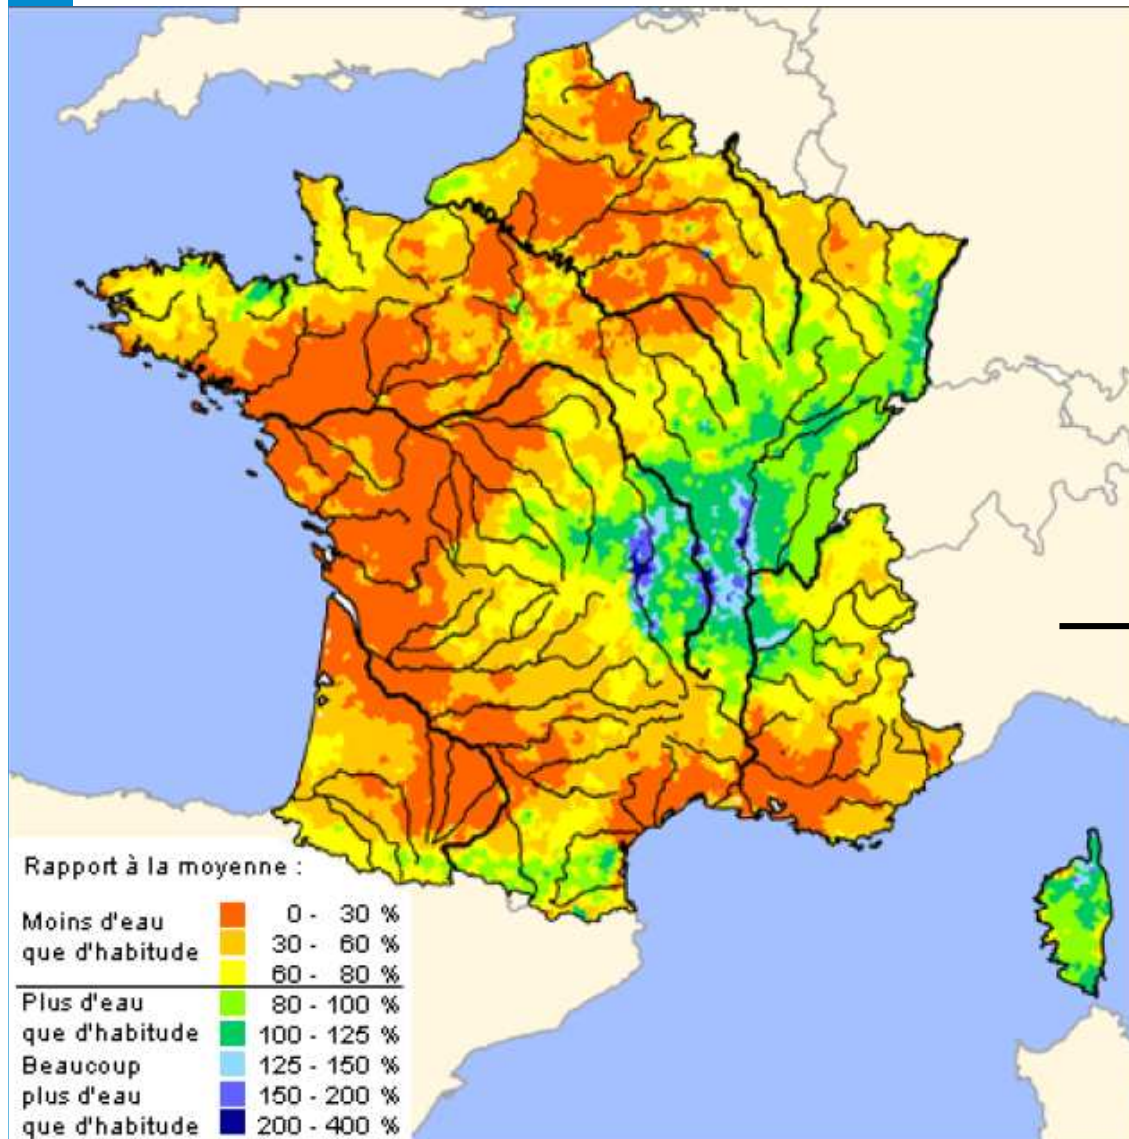 Rapport à la moyenne :
Moins d'eau
que d'habitude
0 - 30 %
30 - 60 %
60 - 80 %
Plus d'eau
que d'habitude
80 - 100 %
100 - 125 %
Beaucoup
plus d'eau
que d'habitude
125 - 150 %
150 - 200 %
200 - 400 %